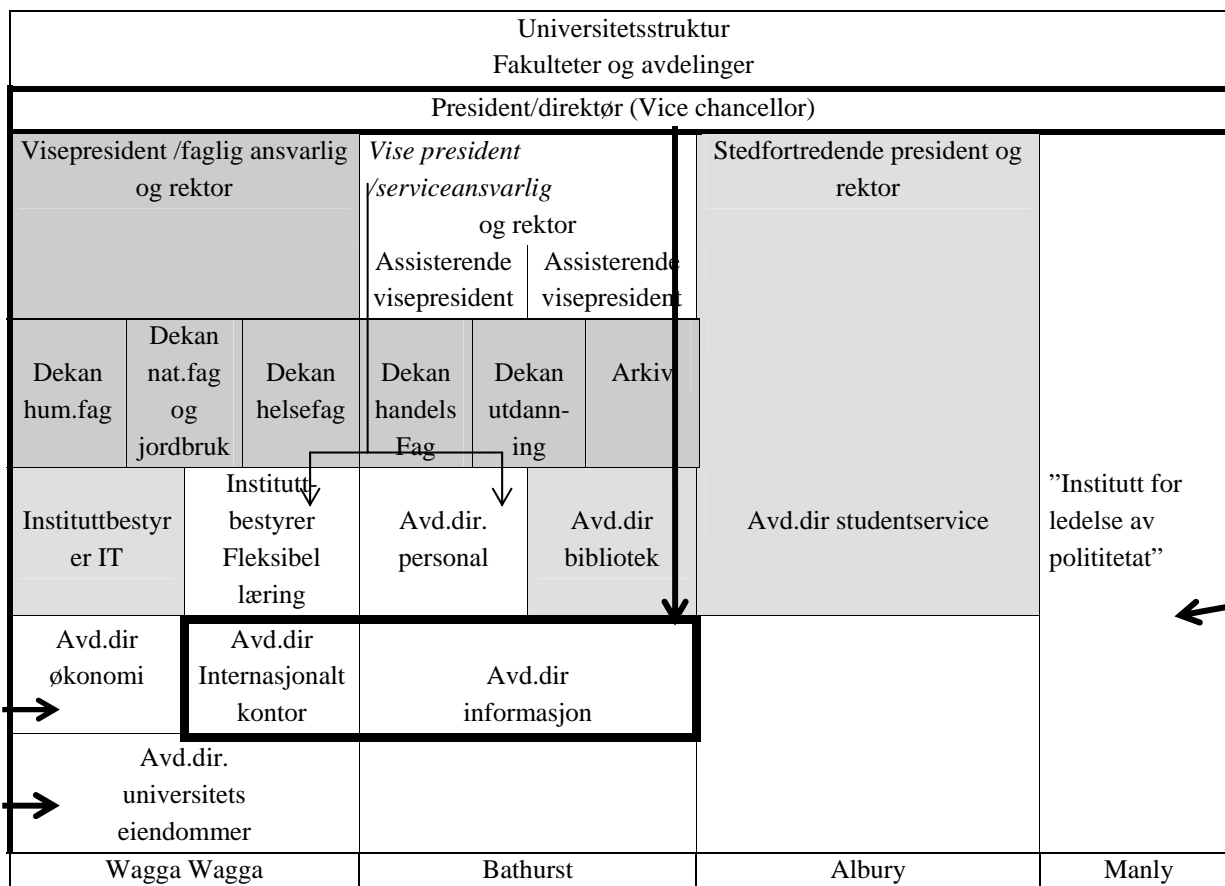 Universitetsstruktur
Fakulteter og avdelinger
President/direktør (Vice chancellor)
Visepresident /faglig ansvarlig
og rektor
Vise president
/serviceansvarlig
og rektor
Assisterende
visepresident
Assisterende
visepresident
Stedfortredende president og
rektor
Dekan
hum.fag
Dekan
nat.fag
og
jordbruk
Dekan
helsefag
Dekan
handels
Fag
Dekan
utdann-
ing
Arkiv
Instituttbestyr
er IT
Institutt-
bestyrer
Fleksibel
læring
Avd.dir.
personal
Avd.dir
bibliotek
Avd.dir studentservice
”Institutt for
ledelse av
polititetat”
Avd.dir
økonomi
Avd.dir
Internasjonalt
kontor
Avd.dir
informasjon
Avd.dir.
universitets
eiendommer
Wagga Wagga
Bathurst
Albury
Manly